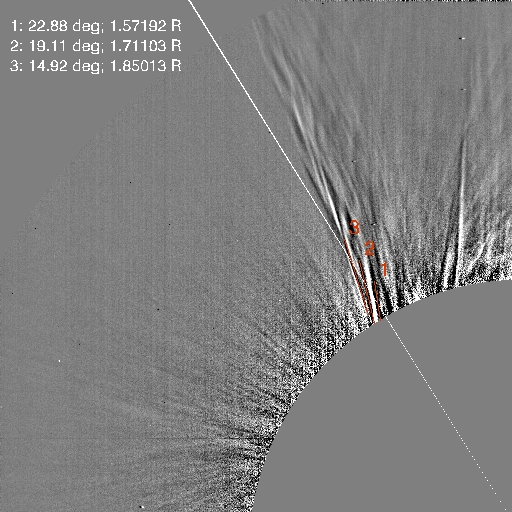 1: 22.88 deg; 1.57192 R
2: 19.11 deg; 1.71103 R
3: 14.92 deg; 1.85013 R
3
2
1